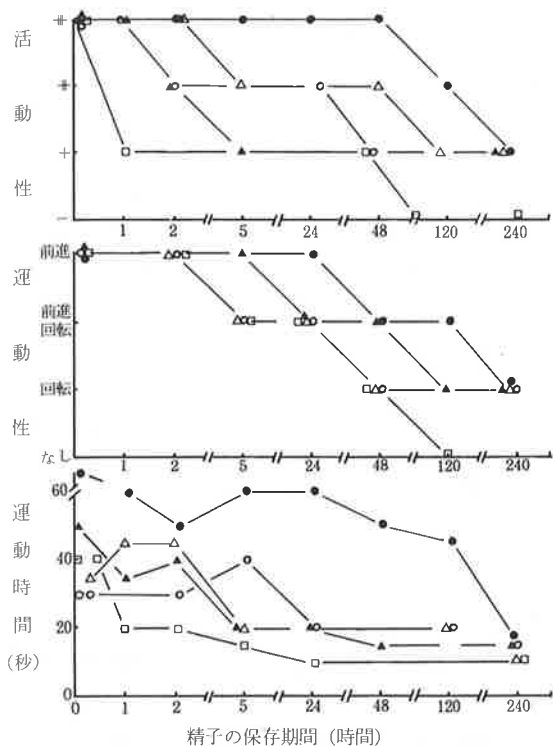 活動性
卌
╫
+
−
1 2 5 24 48 120 240
運動性
前進
前進
回転
回転
なし
1 2 5 24 48 120 240
運動時間(秒)
60
40
20
0
0 1 2 5 24 48 120 240
精子の保存期間(時間)